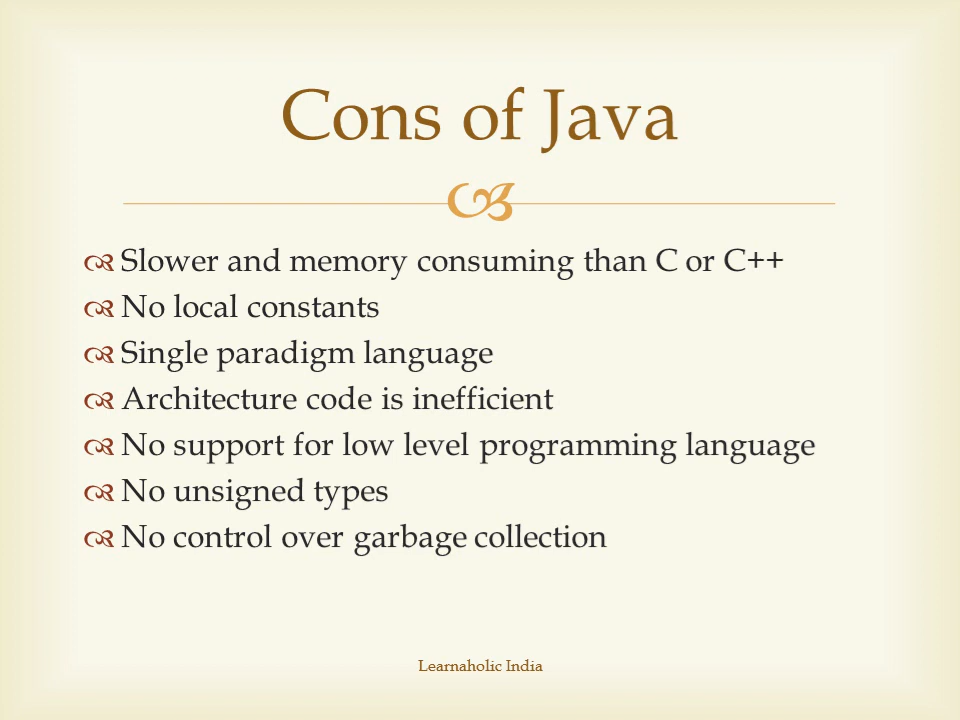 Cons of Java
Slower and memory consuming than C or C++
No local constants
Single paradigm language
Architecture code is inefficient
No support for low level programming language
No unsigned types
No control over garbage collection
Learnaholic India